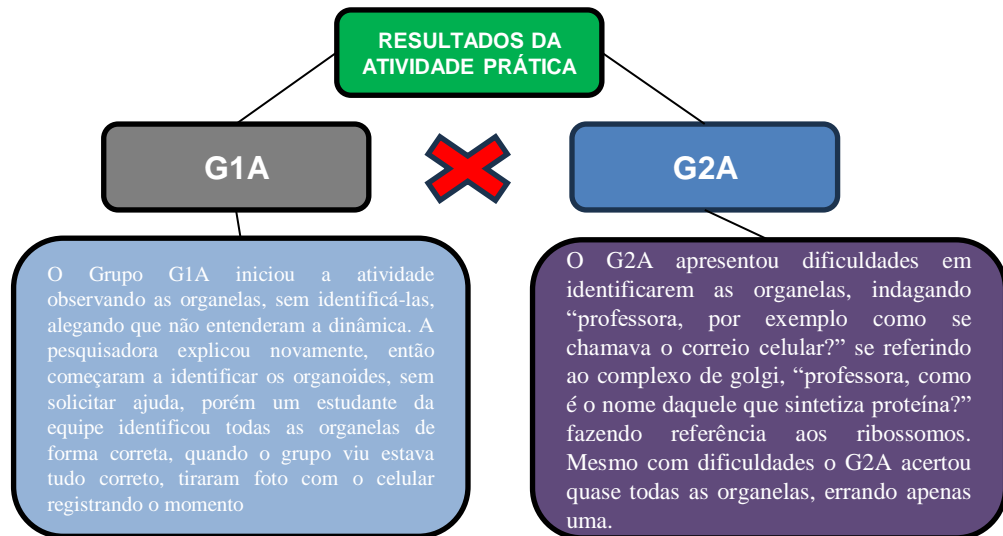 RESULTADOS DA
ATIVIDADE PRÁTICA
G1A
G2A
O Grupo G1A iniciou a atividade
observando as organelas, sem identificá-las,
alegando que não entenderam a dinâmica. A
pesquisadora explicou novamente, então
começaram a identificar os organoides, sem
solicitar ajuda, porém um estudante da
equipe identificou todas as organelas de
forma correta, quando o grupo viu estava
tudo correto, tiraram foto com o celular
registrando o momento
O G2A apresentou dificuldades em
identificarem as organelas, indagando
“professora, por exemplo como se
chamava o correio celular?” se referindo
ao complexo de golgi, “professora, como
é o nome daquele que sintetiza proteína?”
fazendo referência aos ribossomos.
Mesmo com dificuldades o G2A acertou
quase todas as organelas, errando apenas
uma.